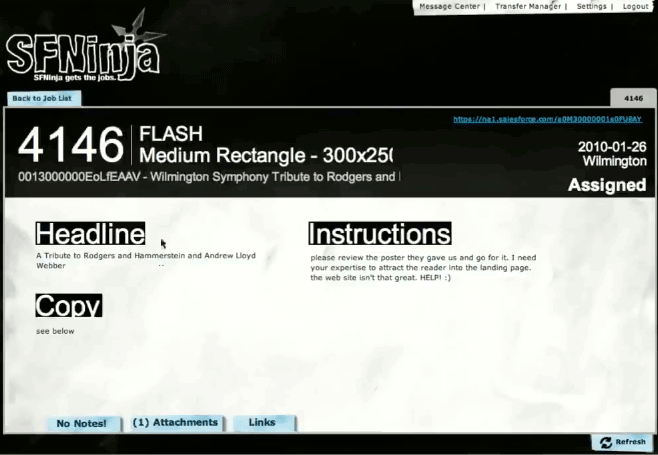 Message Center | Transfer Manager | Settings | Logout
SFNinja
SFNinja gets the jobs.
Back to Job List
4146
https://na1.salesforce.com/a0M30000001s0FURAY
4146
FLASH
Medium Rectangle - 300x250
2010-01-26
Wilmington
0013000000EoLfEAAV - Wilmington Symphony Tribute to Rodgers and
Assigned
Headline
A Tribute to Rodgers and Hammerstein and Andrew Lloyd
Webber
Copy
see below
Instructions
please review the poster they gave us and go for it. I need
your expertise to attract the reader into the landing page.
the web site isn't that great. HELP! :)
No Notes!
(1) Attachments
Links
Refresh